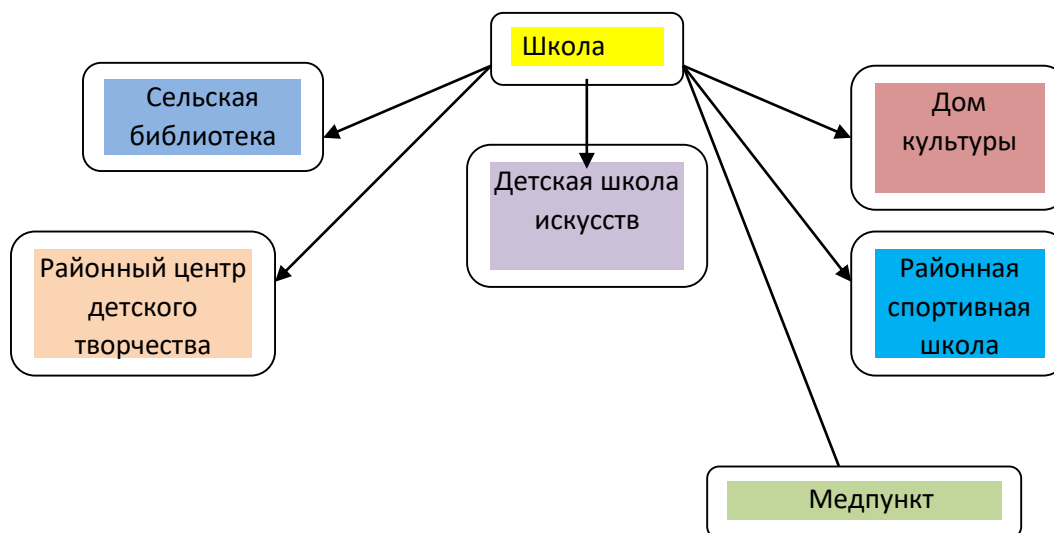 Школа
Сельская
библиотека
Дом
культуры
Детская школа
искусств
Районный центр
детского
творчества
Районная
спортивная
школа
Медпункт